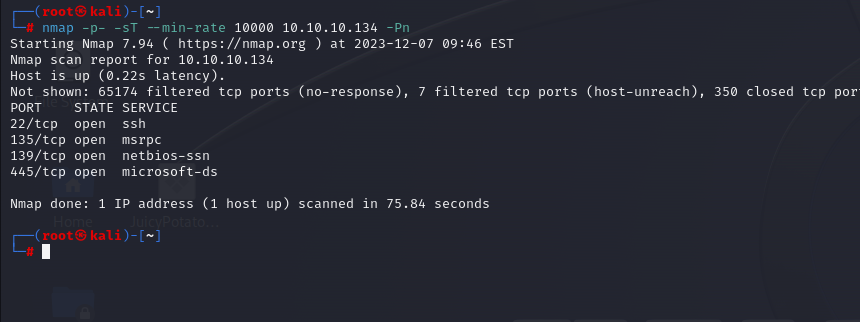 ┌──(root㉿kali)-[~]
└─# nmap -p- -sT --min-rate 10000 10.10.10.134 -Pn
Starting Nmap 7.94 ( https://nmap.org ) at 2023-12-07 09:46 EST
Nmap scan report for 10.10.10.134
Host is up (0.22s latency).
Not shown: 65174 filtered tcp ports (no-response), 7 filtered tcp ports (host-unreach), 350 closed tcp por
PORT    STATE SERVICE
22/tcp  open  ssh
135/tcp open  msrpc
139/tcp open  netbios-ssn
445/tcp open  microsoft-ds
Home JuicyPotato...
Nmap done: 1 IP address (1 host up) scanned in 75.84 seconds
┌──(root㉿kali)-[~]
└─#